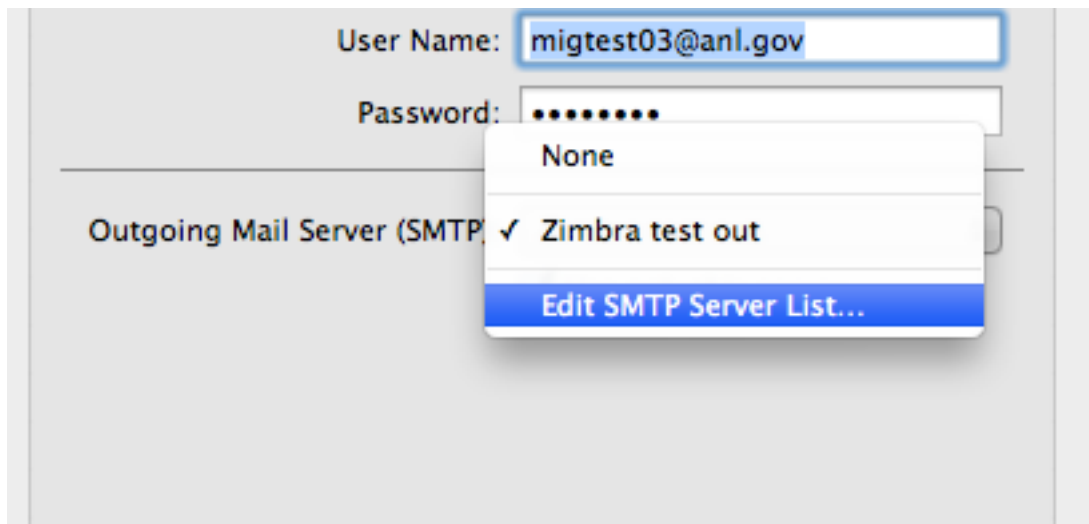 User Name: migtest03@anl.gov
Password: ••••••••
None
Outgoing Mail Server (SMTP) ✓ Zimbra test out
Edit SMTP Server List...